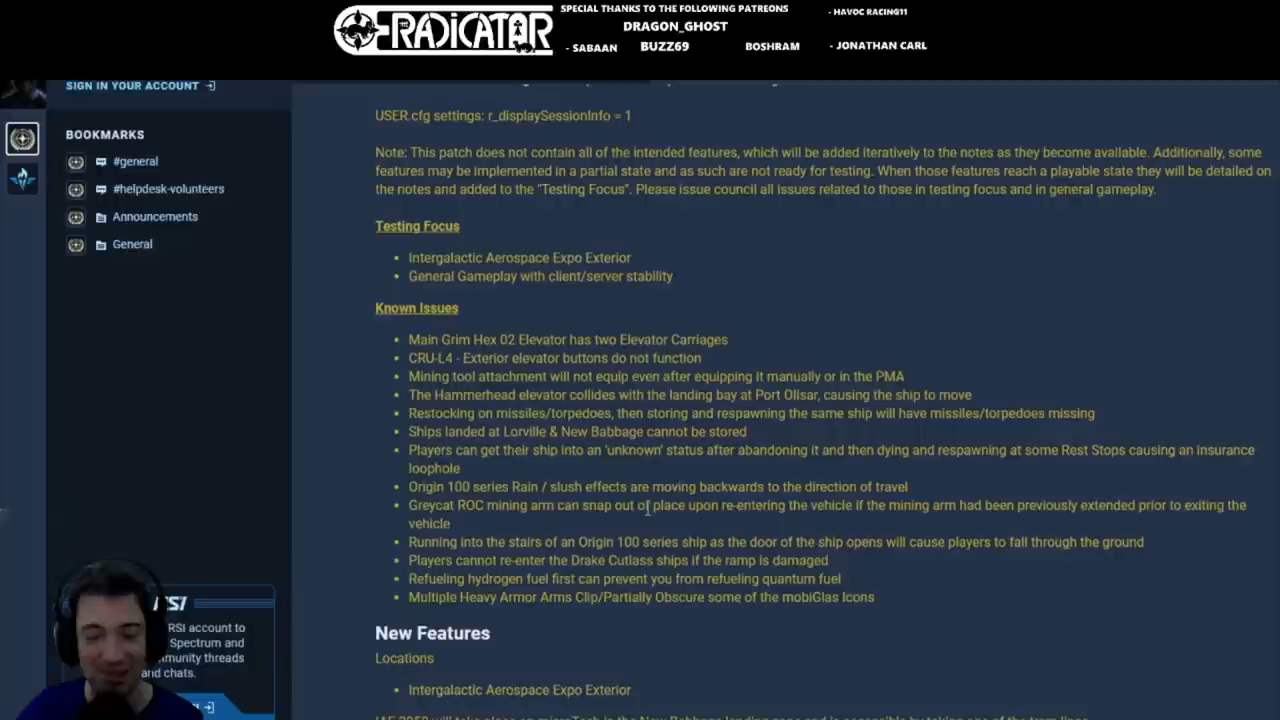 ERADICATOR
SPECIAL THANKS TO THE FOLLOWING PATREONS
- HAVOC RACING11
DRAGON_GHOST
- SABAAN
BUZZ69
BOSHRAM
- JONATHAN CARL
SIGN IN YOUR ACCOUNT
BOOKMARKS
#general
#helpdesk-volunteers
Announcements
General
RSI account to
Spectrum and
threads
and chats.
USER.cfg settings: r_displaySessionInfo = 1
Note: This patch does not contain all of the intended features, which will be added iteratively to the notes as they become available. Additionally, some
features may be implemented in a partial state and as such are not ready for testing. When those features reach a playable state they will be detailed on
the notes and added to the "Testing Focus". Please issue council all issues related to those in testing focus and in general gameplay.
Testing Focus
• Intergalactic Aerospace Expo Exterior
• General Gameplay with client/server stability
Known Issues
• Main Grim Hex 02 Elevator has two Elevator Carriages
• CRU-L4 - Exterior elevator buttons do not function
• Mining tool attachment will not equip even after equipping it manually or in the PMA
• The Hammerhead elevator collides with the landing bay at Port Olisar, causing the ship to move
• Restocking on missiles/torpedoes, then storing and respawning the same ship will have missiles/torpedoes missing
• Ships landed at Lorville & New Babbage cannot be stored
• Players can get their ship into an 'unknown' status after abandoning it and then dying and respawning at some Rest Stops causing an insurance
loophole
• Origin 100 series Rain / slush effects are moving backwards to the direction of travel
• Greycat ROC mining arm can snap out of place upon re-entering the vehicle if the mining arm had been previously extended prior to exiting the
vehicle
• Running into the stairs of an Origin 100 series ship as the door of the ship opens will cause players to fall through the ground
• Players cannot re-enter the Drake Cutlass ships if the ramp is damaged
• Refueling hydrogen fuel first can prevent you from refueling quantum fuel
• Multiple Heavy Armor Arms Clip/Partially Obscure some of the mobiGlas Icons
New Features
Locations
• Intergalactic Aerospace Expo Exterior